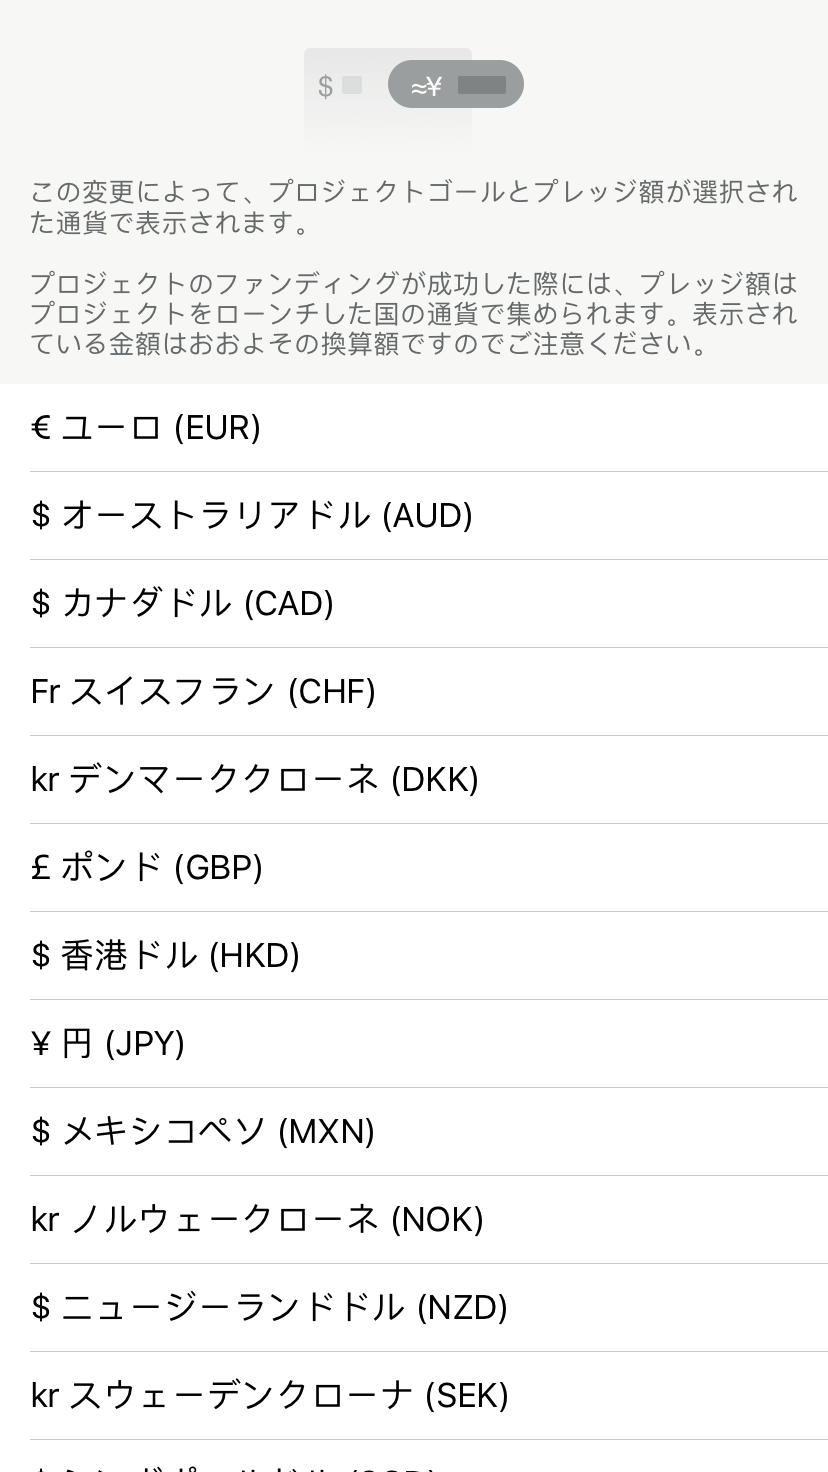 $ ≈¥
この変更によって、プロジェクトゴールとプレッジ額が選択され
た通貨で表示されます。
プロジェクトのファンディングが成功した際には、プレッジ額は
プロジェクトをローンチした国の通貨で集められます。表示され
ている金額はおおよその換算額ですのでご注意ください。
€ ユーロ (EUR)
$ オーストラリアドル (AUD)
$ カナダドル (CAD)
Fr スイスフラン (CHF)
kr デンマーククローネ (DKK)
£ ポンド (GBP)
$ 香港ドル (HKD)
¥ 円 (JPY)
$ メキシコペソ (MXN)
kr ノルウェークローネ (NOK)
$ ニュージーランドドル (NZD)
kr スウェーデンクローナ (SEK)